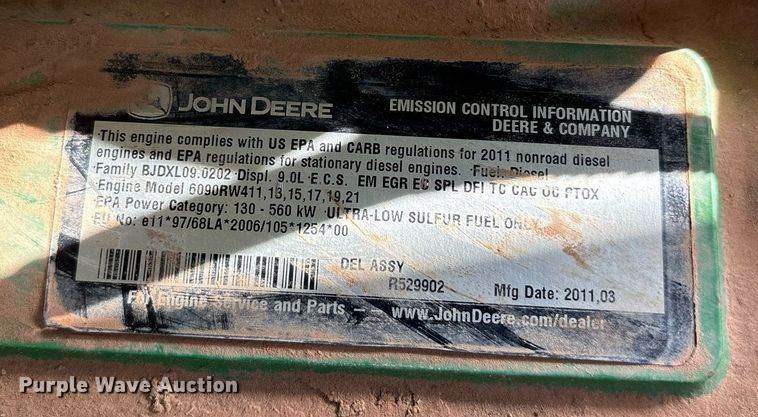 JOHN DEERE
EMISSION CONTROL INFORMATION
DEERE & COMPANY
·This engine complies with US EPA and CARB regulations for 2011 nonroad diesel
engines and EPA regulations for stationary diesel engines. ·Fuel: Diesel
·Family BJDXL09.0202 ·Displ. 9.0L ·E.C.S. EM EGR EC SPL DFI TC CAC OC PTOX
·Engine Model 6090RW411,13,15,17,19,21
·EPA Power Category: 130 - 560 kW ·ULTRA-LOW SULFUR FUEL ONLY
·EU No: e11*97/68LA*2006/105*1254*00
DEL ASSY
R529902
Mfg Date: 2011,03
For Engine Service and Parts – – www.JohnDeere.com/dealer
Purple Wave Auction